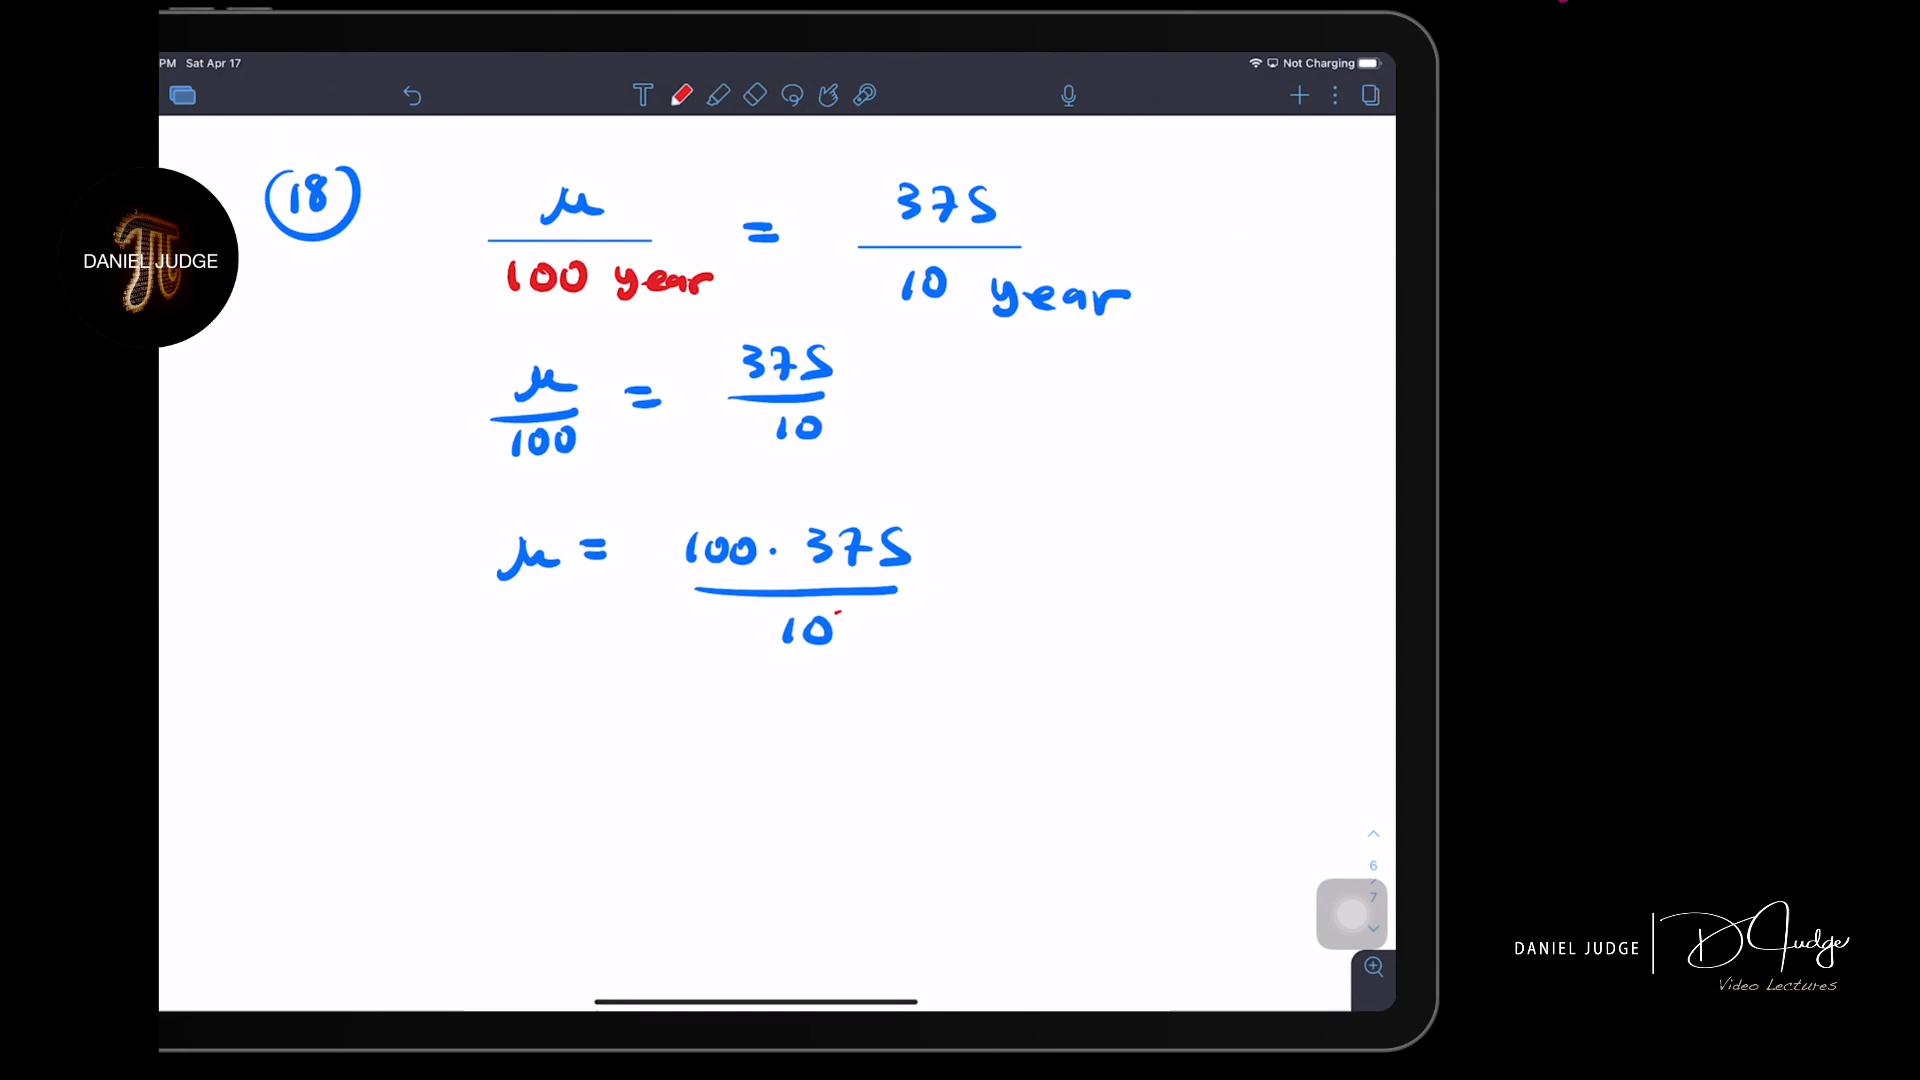 PM Sat Apr 17
Not Charging
DANIEL JUDGE
(18)
μ / 100 year = 375 / 10 year
μ / 100 = 375 / 10
μ = 100 · 375 / 10
6
7
DANIEL JUDGE
DJudge
Video Lectures